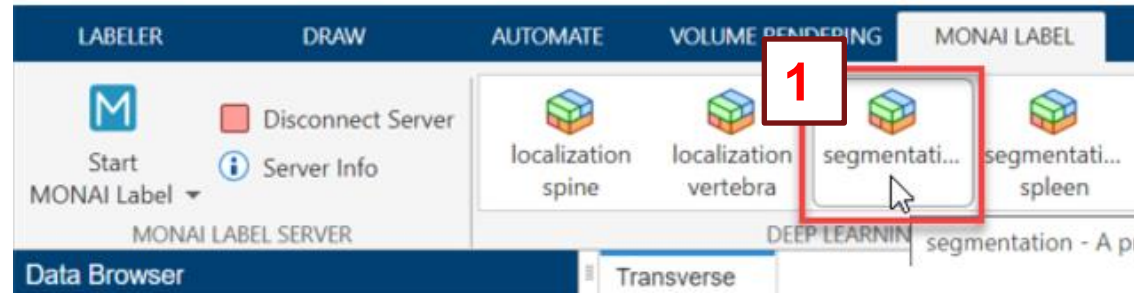 LABELER DRAW AUTOMATE VOLUME RENDERING MONAI LABEL
1
M
Start
MONAI Label
Disconnect Server
Server Info
localization
spine
localization
vertebra
segmentati...
segmentati...
spleen
MONAI LABEL SERVER
DEEP LEARNIN
segmentation - A p
Data Browser
Transverse